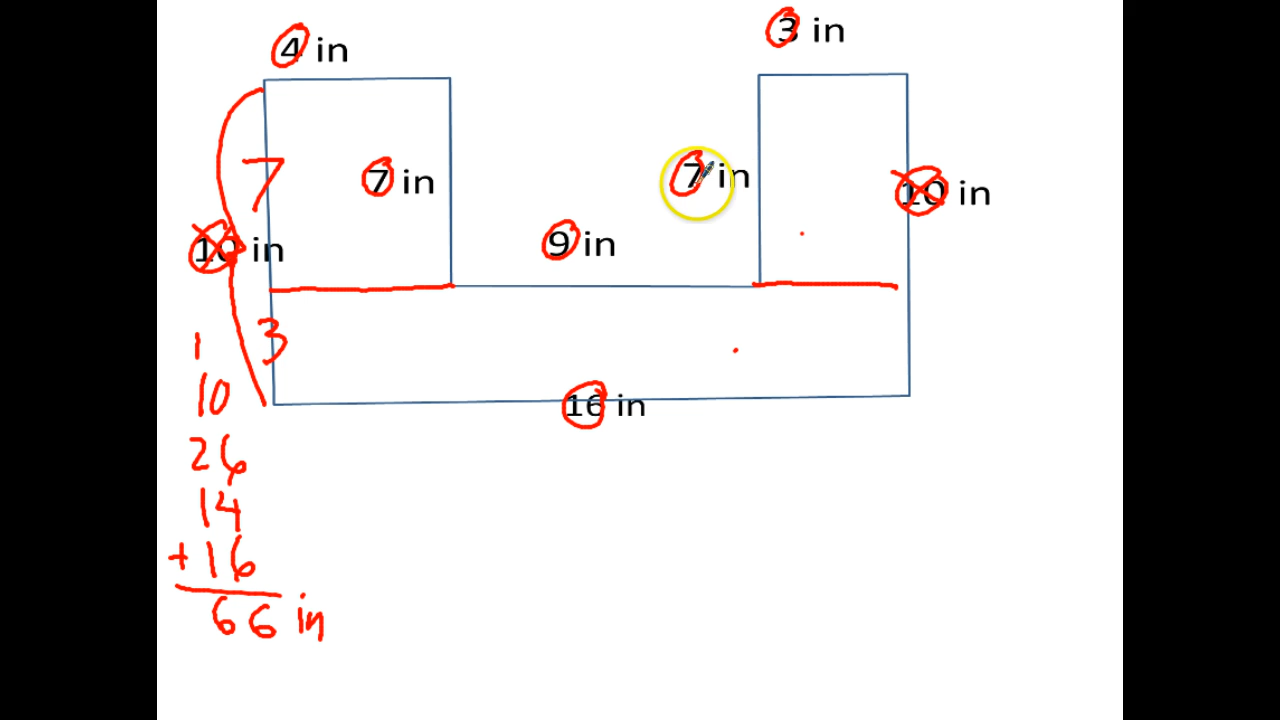 4 in
3 in
7
7 in
7 in
10 in
10 in
9 in
3
16 in
1
10
26
14
+ 16
66 in